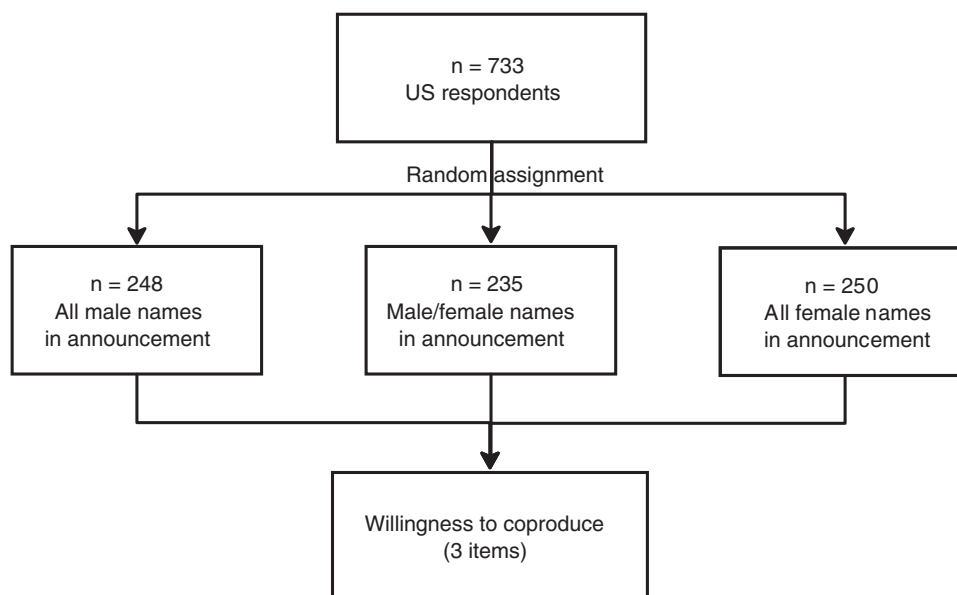 n = 733
US respondents
Random assignment
n = 248
All male names
in announcement
n = 235
Male/female names
in announcement
n = 250
All female names
in announcement
Willingness to coproduce
(3 items)